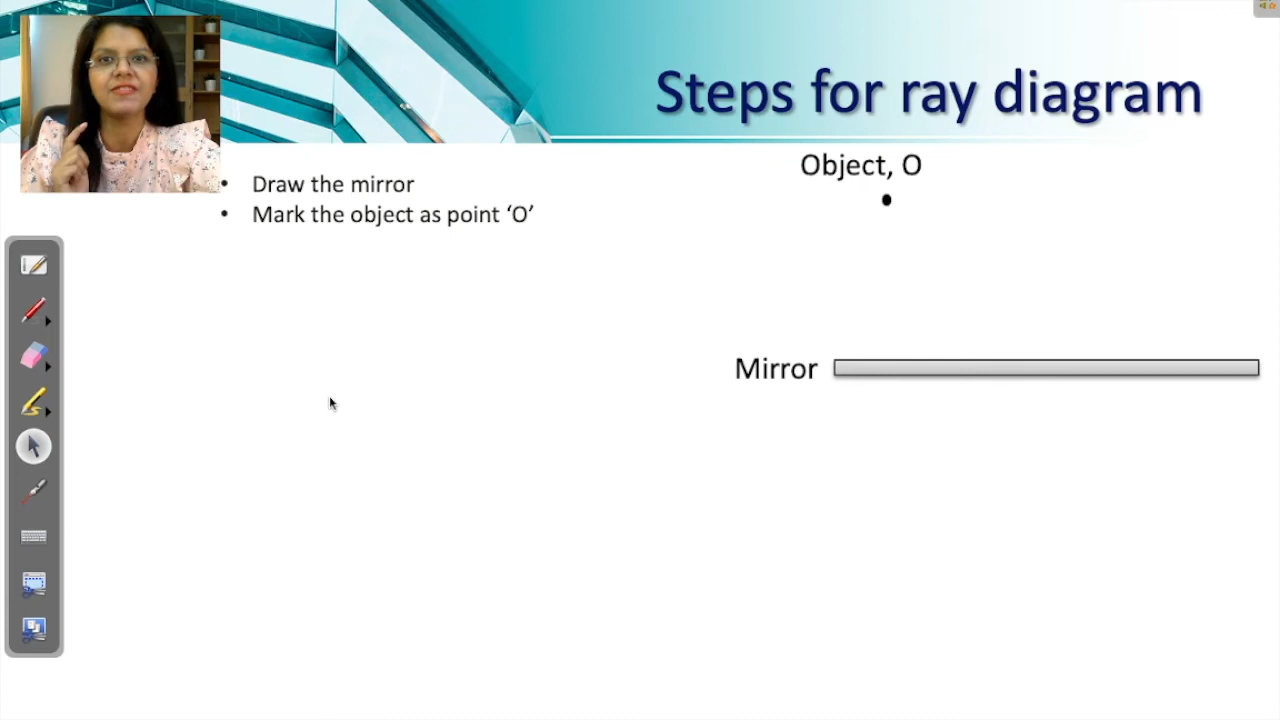 Steps for ray diagram
• Draw the mirror
• Mark the object as point ‘O’
Object, O
Mirror